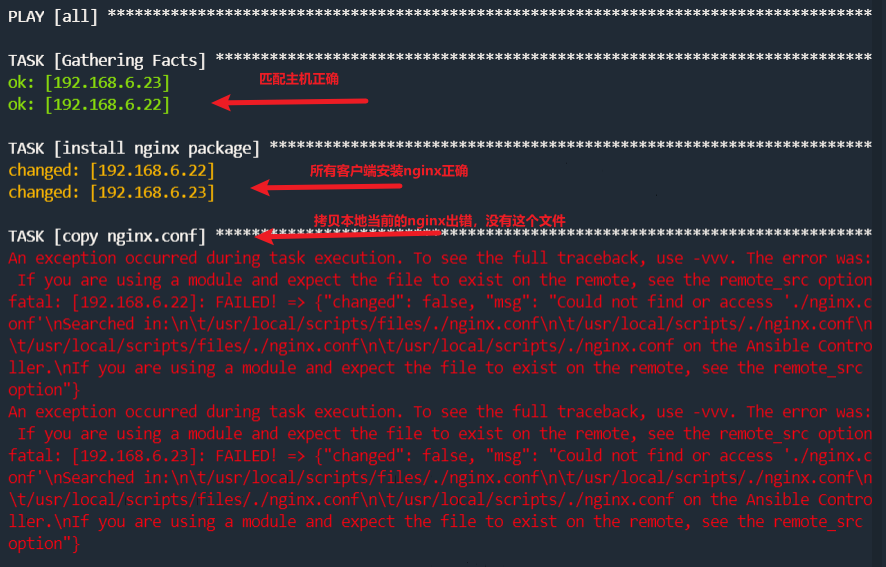 PLAY [all] *************************************************************************************
TASK [Gathering Facts] *************************************************************************
ok: [192.168.6.23]
匹配主机正确
ok: [192.168.6.22]
TASK [install nginx package] *******************************************************************
changed: [192.168.6.22]
所有客户端安装nginx正确
changed: [192.168.6.23]
拷贝本地当前的nginx出错，没有这个文件
TASK [copy nginx.conf] *************************************************************************
An exception occurred during task execution. To see the full traceback, use -vvv. The error was:
 If you are using a module and expect the file to exist on the remote, see the remote_src option
fatal: [192.168.6.22]: FAILED! => {"changed": false, "msg": "Could not find or access './nginx.c
onf'\nSearched in:\n\t/usr/local/scripts/files/./nginx.conf\n\t/usr/local/scripts/./nginx.conf\n
\t/usr/local/scripts/files/./nginx.conf\n\t/usr/local/scripts/./nginx.conf on the Ansible Contro
ller.\nIf you are using a module and expect the file to exist on the remote, see the remote_src
option"}
An exception occurred during task execution. To see the full traceback, use -vvv. The error was:
 If you are using a module and expect the file to exist on the remote, see the remote_src option
fatal: [192.168.6.23]: FAILED! => {"changed": false, "msg": "Could not find or access './nginx.c
onf'\nSearched in:\n\t/usr/local/scripts/files/./nginx.conf\n\t/usr/local/scripts/./nginx.conf\n
\t/usr/local/scripts/files/./nginx.conf\n\t/usr/local/scripts/./nginx.conf on the Ansible Contro
ller.\nIf you are using a module and expect the file to exist on the remote, see the remote_src
option"}